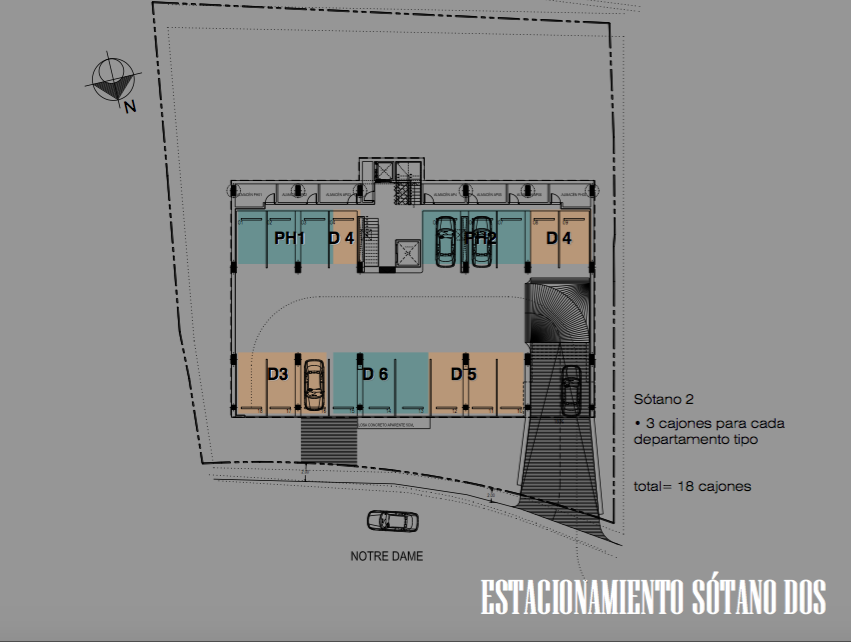 N
PH1
D 4
PH2
D 4
D3
D 6
D 5
Sótano 2
• 3 cajones para cada
departamento tipo
total= 18 cajones
NOTRE DAME
ESTACIONAMIENTO SÓTANO DOS